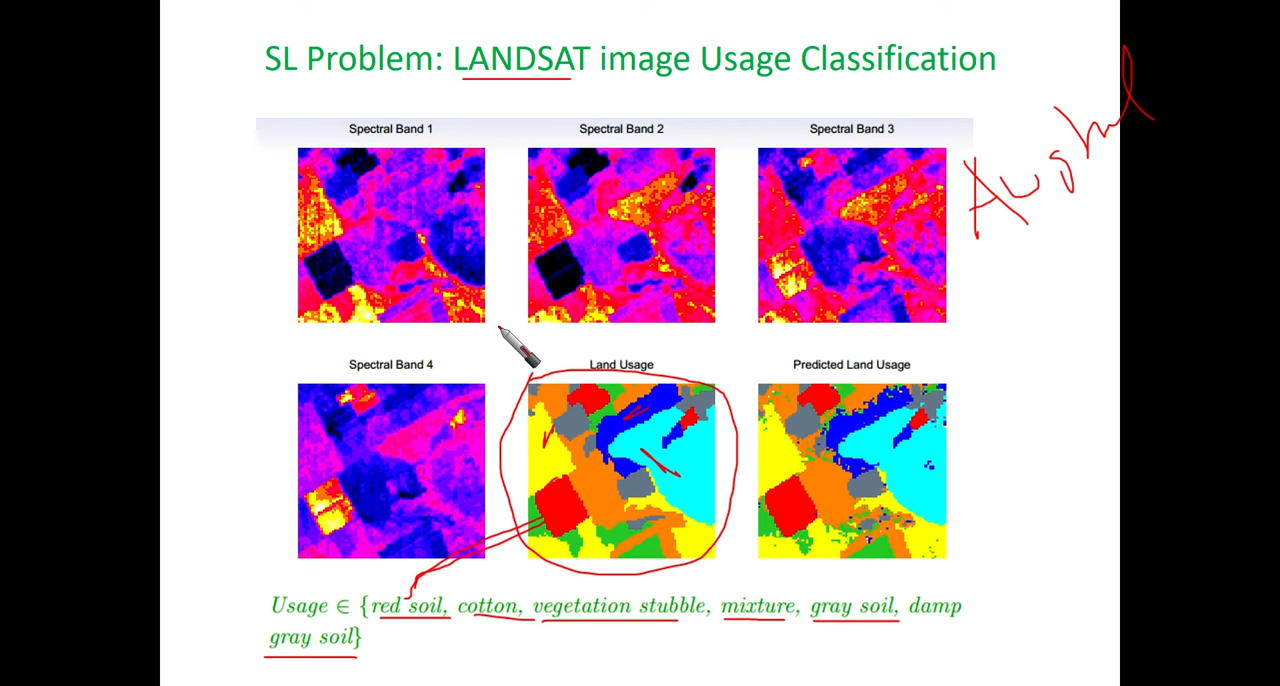 SL Problem: LANDSAT image Usage Classification
Spectral Band 1
Spectral Band 2
Spectral Band 3
Spectral Band 4
Land Usage
Predicted Land Usage
Usage ∈ {red soil, cotton, vegetation stubble, mixture, gray soil, damp
gray soil}